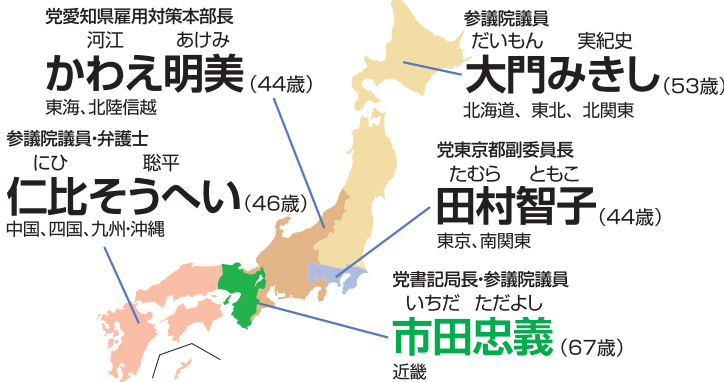 党愛知県雇用対策本部長
河江 あけみ
かわえ明美(44歳)
東海、北陸信越
参議院議員
だいもん 実紀史
大門みきし(53歳)
北海道、東北、北関東
参議院議員・弁護士
にひ 聡平
仁比そうへい(46歳)
中国、四国、九州・沖縄
党東京都副委員長
たむら ともこ
田村智子(44歳)
東京、南関東
党書記局長・参議院議員
いちだ ただよし
市田忠義(67歳)
近畿